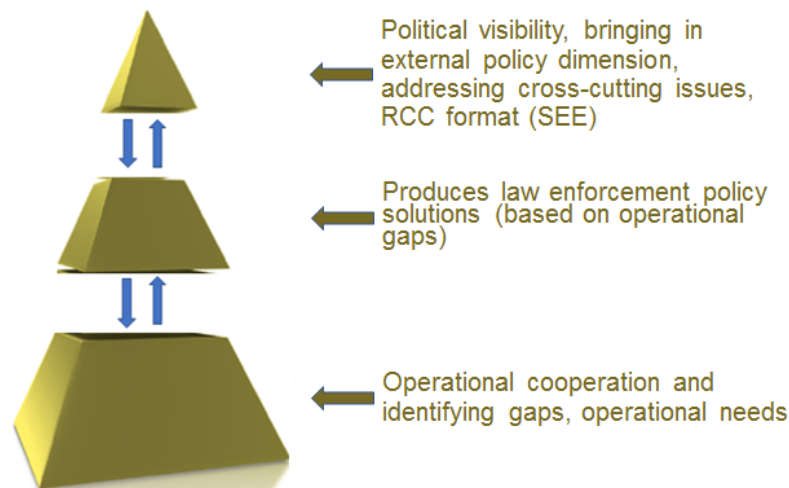 Political visibility, bringing in
external policy dimension,
addressing cross-cutting issues,
RCC format (SEE)
Produces law enforcement policy
solutions (based on operational
gaps)
Operational cooperation and
identifying gaps, operational needs